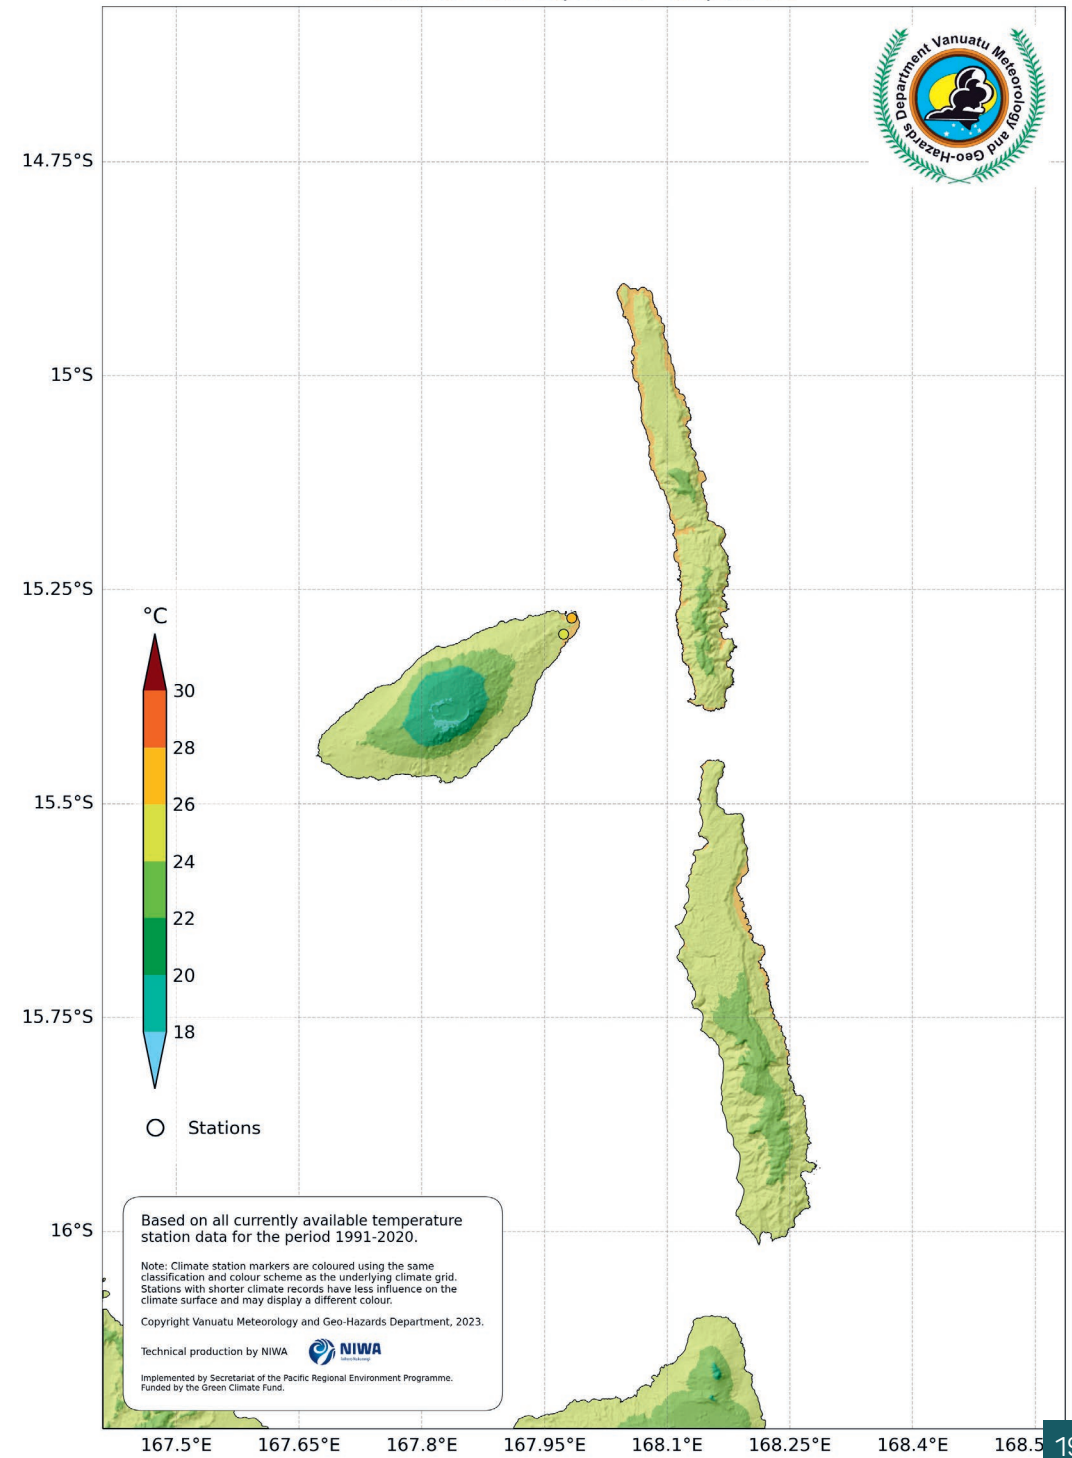 Vanuatu Meteorology and Geo-Hazards Department
14.75°S
15°S
15.25°S
15.5°S
15.75°S
16°S
°C
30
28
26
24
22
20
18
Stations
Based on all currently available temperature
station data for the period 1991-2020.
Note: Climate station markers are coloured using the same
classification and colour scheme as the underlying climate grid.
Stations with shorter climate records have less influence on the
climate surface and may display a different colour.
Copyright Vanuatu Meteorology and Geo-Hazards Department, 2023.
Technical production by NIWA
NIWA
Implemented by Secretariat of the Pacific Regional Environment Programme.
Funded by the Green Climate Fund.
167.5°E
167.65°E
167.8°E
167.95°E
168.1°E
168.25°E
168.4°E
168.5